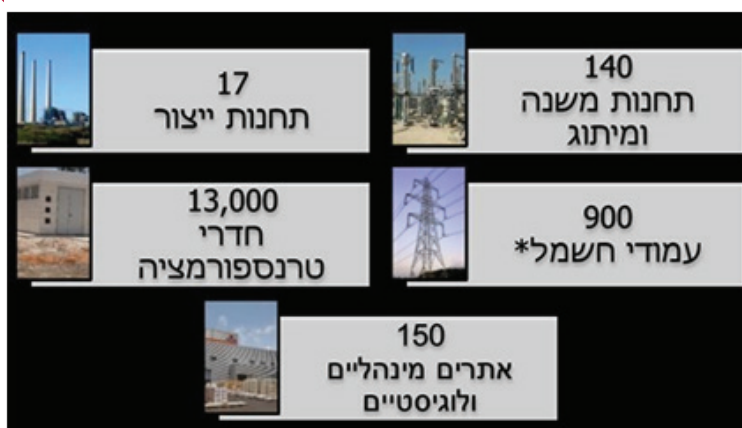 140
תחנות משנה
ומיתוג
17
תחנות ייצור
900
עמודי חשמל*
13,000
חדרי
טרנספורמציה
150
אתרים מינהליים
ולוגיסטיים